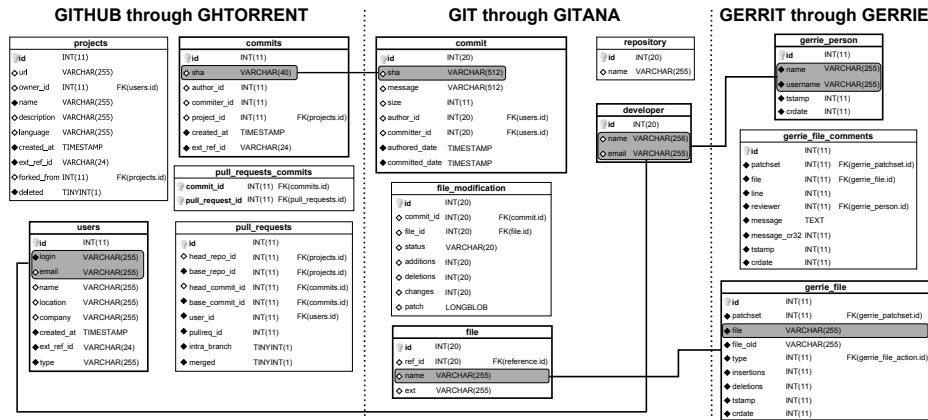 GITHUB through GHTORRENT
projects
id INT(11)
url VARCHAR(255)
owner_id INT(11) FK(users.id)
name VARCHAR(255)
description VARCHAR(255)
language VARCHAR(255)
created_at TIMESTAMP
ext_ref_id VARCHAR(24)
forked_from INT(11) FK(projects.id)
deleted TINYINT(1)
commits
id INT(11)
sha VARCHAR(40)
author_id INT(11)
commiter_id INT(11)
project_id INT(11) FK(projects.id)
created_at TIMESTAMP
ext_ref_id VARCHAR(24)
pull_requests_commits
commit_id INT(11) FK(commits.id)
pull_request_id INT(11) FK(pull_requests.id)
users
id INT(11)
login VARCHAR(255)
email VARCHAR(255)
name VARCHAR(255)
location VARCHAR(255)
company VARCHAR(255)
created_at TIMESTAMP
ext_ref_id VARCHAR(24)
type VARCHAR(255)
pull_requests
id INT(11)
head_repo_id INT(11) FK(projects.id)
base_repo_id INT(11) FK(projects.id)
head_commit_id INT(11) FK(commits.id)
base_commit_id INT(11) FK(commits.id)
user_id INT(11) FK(users.id)
pullreq_id INT(11)
intra_branch TINYINT(1)
merged TINYINT(1)
GIT through GITANA
commit
id INT(20)
sha VARCHAR(512)
message VARCHAR(512)
size INT(11)
author_id INT(20) FK(users.id)
committer_id INT(20) FK(users.id)
authored_date TIMESTAMP
committed_date TIMESTAMP
repository
id INT(20)
name VARCHAR(255)
developer
id INT(20)
name VARCHAR(256)
email VARCHAR(255)
file_modification
id INT(20)
commit_id INT(20) FK(commit.id)
file_id INT(20) FK(file.id)
status VARCHAR(20)
additions INT(20)
deletions INT(20)
changes INT(20)
patch LONGBLOB
file
id INT(20)
ref_id INT(20) FK(reference.id)
name VARCHAR(255)
ext VARCHAR(255)
GERRIT through GERRIE
gerrie_person
id INT(11)
name VARCHAR(255)
username VARCHAR(255)
tstamp INT(11)
crdate INT(11)
gerrie_file_comments
id INT(11)
patchset INT(11) FK(gerrie_patchset.id)
file INT(11) FK(gerrie_file.id)
line INT(11)
reviewer INT(11) FK(gerrie_person.id)
message TEXT
message_cr32 INT(11)
tstamp INT(11)
crdate INT(11)
gerrie_file
id INT(11)
patchset INT(11) FK(gerrie_patchset.id)
file VARCHAR(255)
file_old VARCHAR(255)
type INT(11) FK(gerrie_file_action.id)
insertions INT(11)
deletions INT(11)
tstamp INT(11)
crdate INT(11)